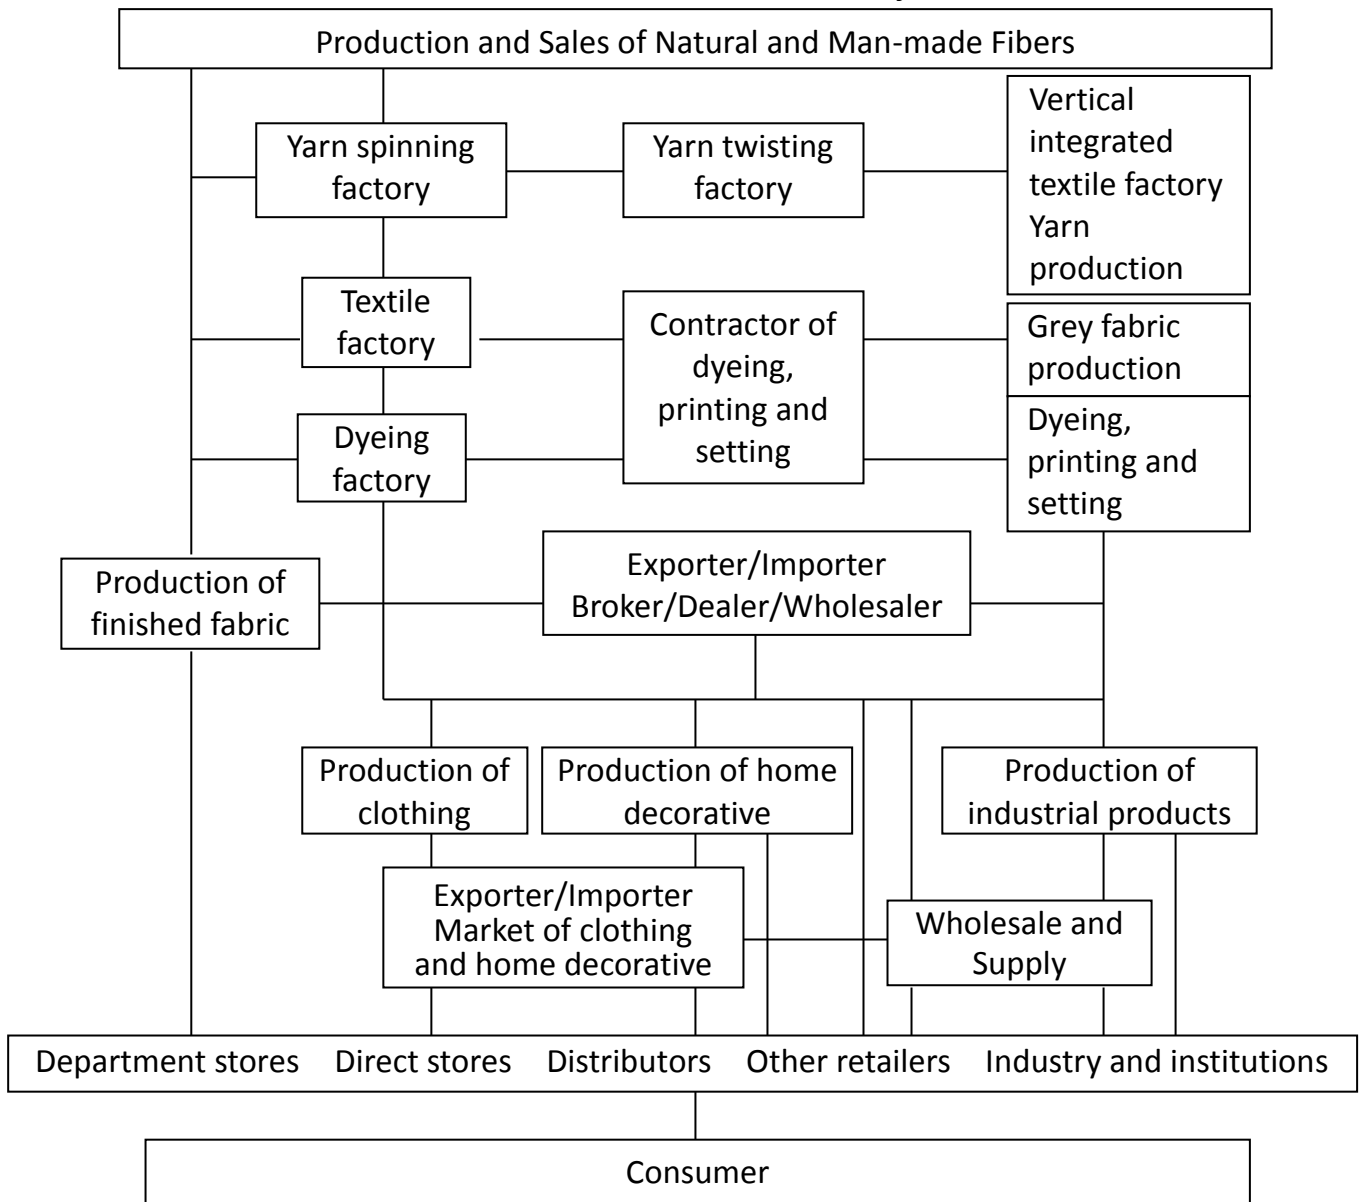 Production and Sales of Natural and Man-made Fibers
Yarn spinning
factory
Yarn twisting
factory
Vertical
integrated
textile factory
Yarn
production
Textile
factory
Contractor of
dyeing,
printing and
setting
Grey fabric
production
Dyeing
factory
Dyeing,
printing and
setting
Production of
finished fabric
Exporter/Importer
Broker/Dealer/Wholesaler
Production of
clothing
Production of home
decorative
Production of
industrial products
Exporter/Importer
Market of clothing
and home decorative
Wholesale and
Supply
Department stores Direct stores Distributors Other retailers Industry and institutions
Consumer